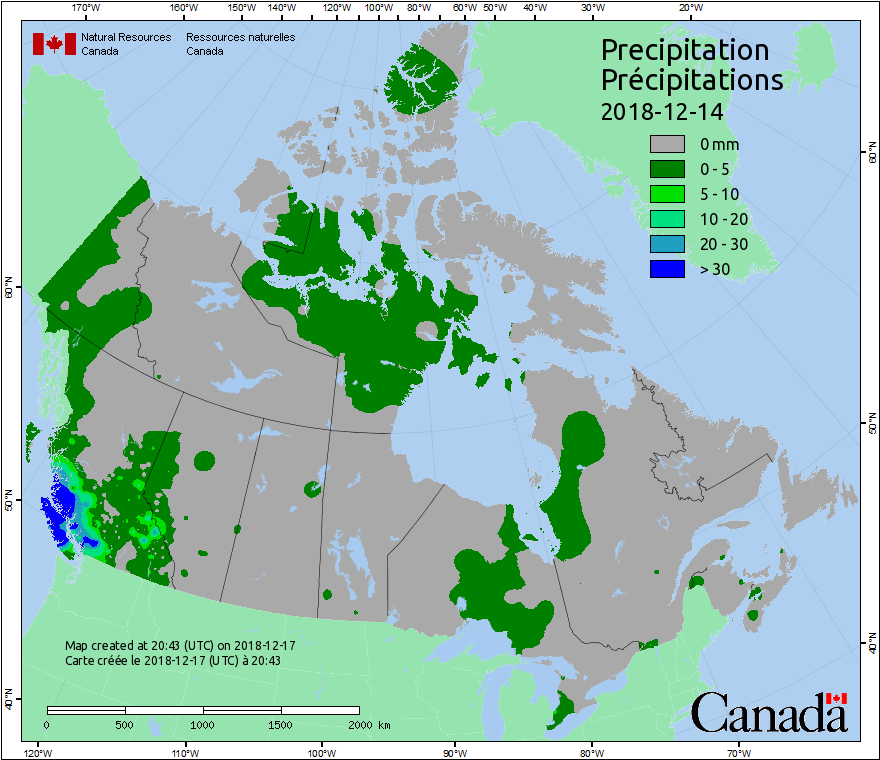 170°W 160°W 150°W 140°W 130°W 120°W 110°W 100°W 90°W 80°W 70°W 60°W 50°W 40°W 30°W 20°W
Natural Resources Ressources naturelles
Canada Canada
Precipitation
Précipitations
2018-12-14
0 mm
0 - 5
5 - 10
10 - 20
20 - 30
> 30
60°N
60°N
50°N
50°N
40°N
40°N
Map created at 20:43 (UTC) on 2018-12-17
Carte créée le 2018-12-17 (UTC) à 20:43
0 500 1000 1500 2000 km
Canada
120°W 110°W 100°W 90°W 80°W 70°W